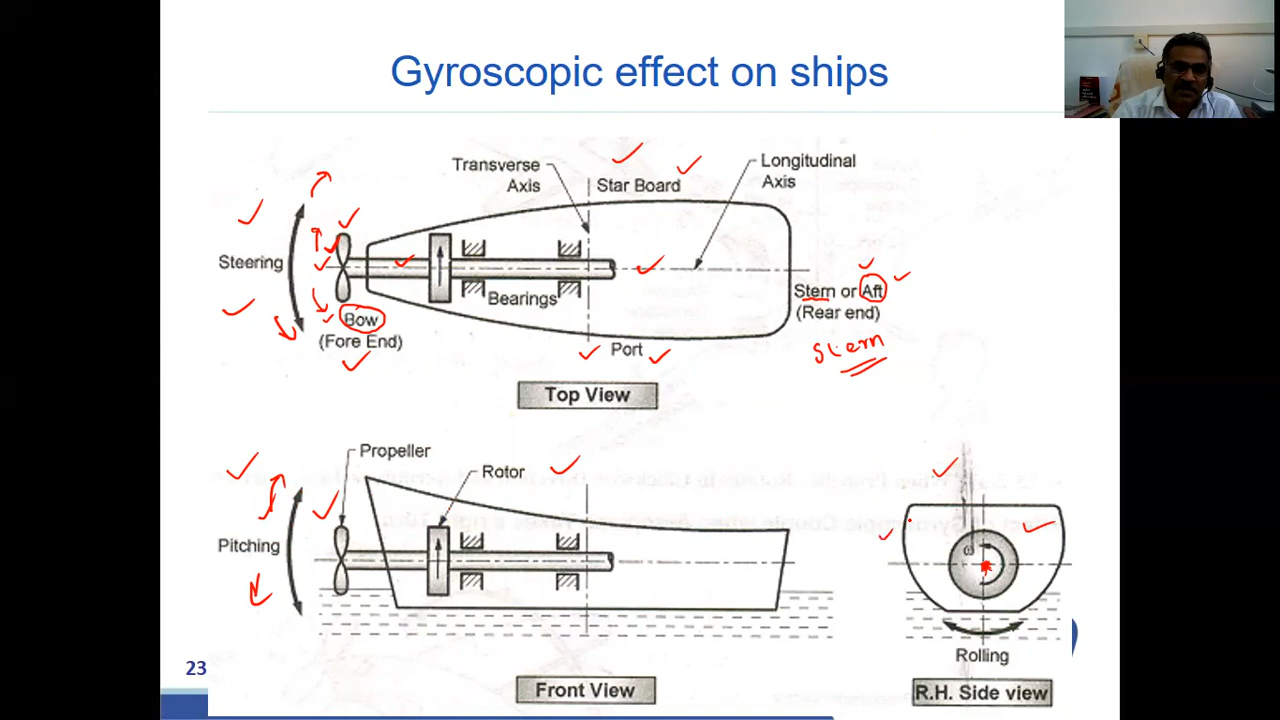 Gyroscopic effect on ships
Transverse
Axis
Star Board
Longitudinal
Axis
Steering
Bearings
Bow
(Fore End)
Stern or Aft
(Rear end)
Stern
Port
Top View
Propeller
Rotor
Pitching
ω
Rolling
23
Front View
R.H. Side view